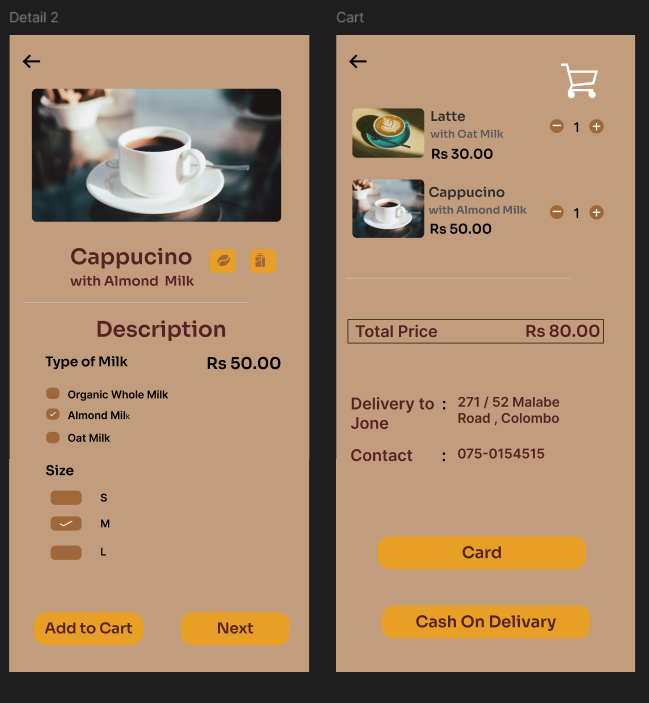 Detail 2
Cappucino
with Almond Milk
Description
Type of Milk
Rs 50.00
Organic Whole Milk
Almond Milk
Oat Milk
Size
S
M
L
Add to Cart
Next
Cart
Latte
with Oat Milk
Rs 30.00
1
Cappucino
with Almond Milk
Rs 50.00
1
Total Price
Rs 80.00
Delivery to :
Jone
271 / 52 Malabe
Road , Colombo
Contact :
075-0154515
Card
Cash On Delivary